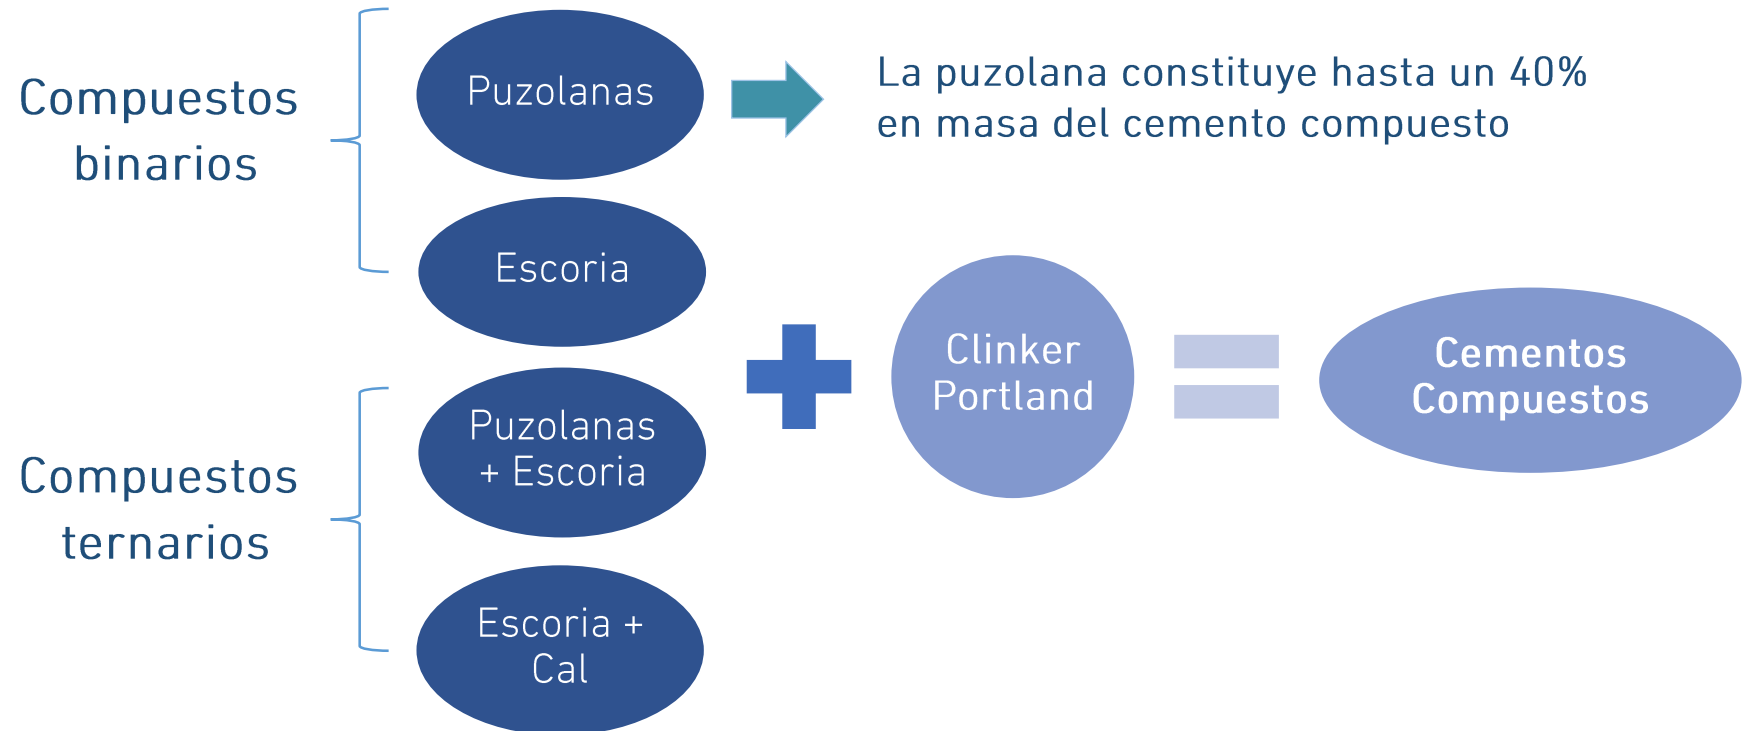 Compuestos
binarios
Puzolanas
La puzolana constituye hasta un 40%
en masa del cemento compuesto
Escoria
Compuestos
ternarios
Puzolanas
+ Escoria
Escoria +
Cal
Clinker
Portland
Cementos
Compuestos